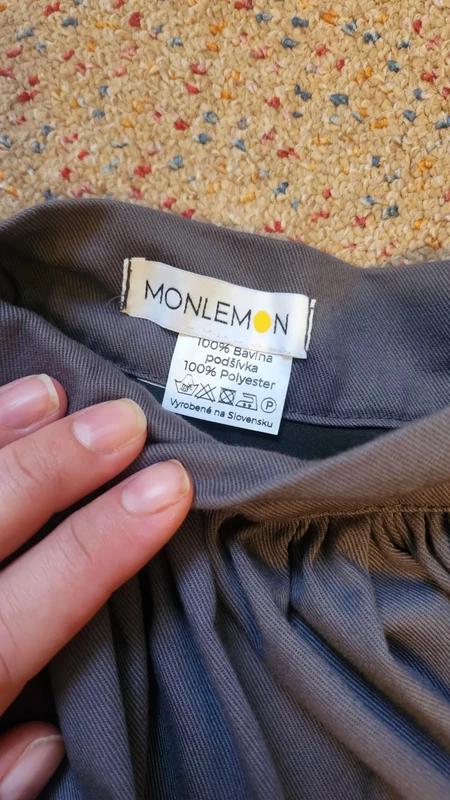 MONLEMON
100% Bavlna
podšívka
100% Polyester
P
Vyrobené na Slovensku